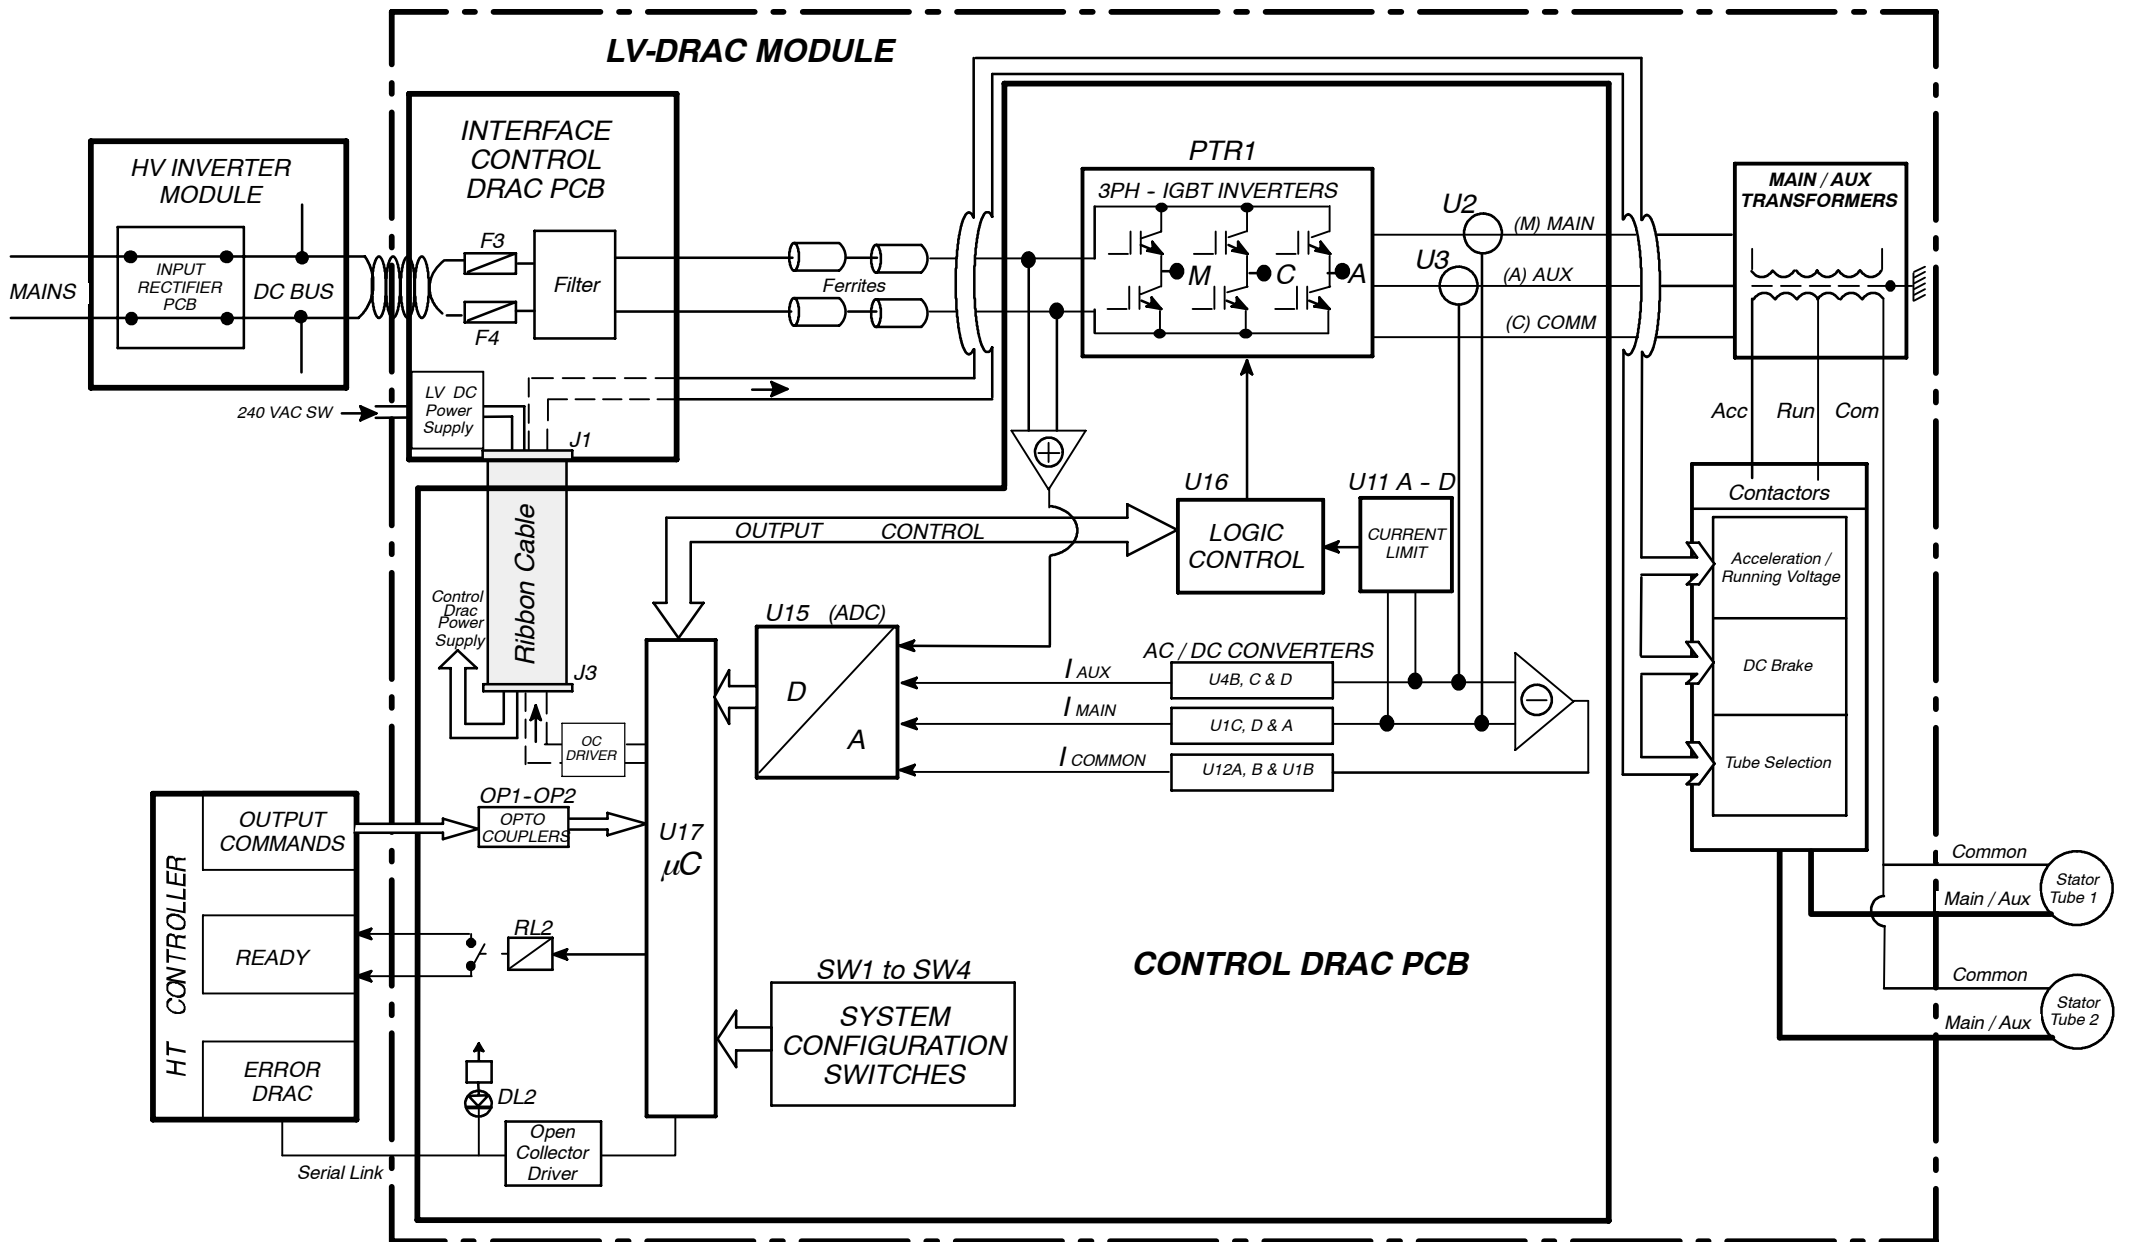 LV-DRAC MODULE
HV INVERTER
MODULE
INPUT
RECTIFIER
PCB
MAINS
DC BUS
INTERFACE
CONTROL
DRAC PCB
F3
F4
Filter
Ferrites
240 VAC SW
LV DC
Power
Supply
J1
Ribbon Cable
J3
Control
Drac
Power
Supply
PTR1
3PH - IGBT INVERTERS
M
C
A
U2
U3
(M) MAIN
(A) AUX
(C) COMM
MAIN / AUX
TRANSFORMERS
Acc
Run
Com
Contactors
Acceleration /
Running Voltage
DC Brake
Tube Selection
U16
LOGIC
CONTROL
U11 A - D
CURRENT
LIMIT
OUTPUT CONTROL
U15 (ADC)
D
A
AC / DC CONVERTERS
I AUX
U4B, C & D
I MAIN
U1C, D & A
I COMMON
U12A, B & U1B
OC
DRIVER
OP1-OP2
OPTO
COUPLERS
U17
µC
HT CONTROLLER
OUTPUT
COMMANDS
READY
ERROR
DRAC
RL2
SW1 to SW4
SYSTEM
CONFIGURATION
SWITCHES
CONTROL DRAC PCB
DL2
Open
Collector
Driver
Serial Link
Common
Stator
Tube 1
Main / Aux
Common
Stator
Tube 2
Main / Aux